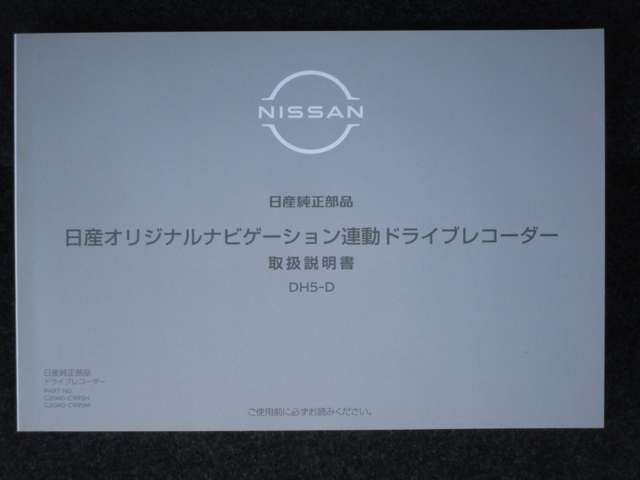 NISSAN
日産純正部品
日産オリジナルナビゲーション連動ドライブレコーダー
取扱説明書
DH5-D
日産純正部品
ドライブレコーダー
PART No.
ご使用前に必ずお読みください。